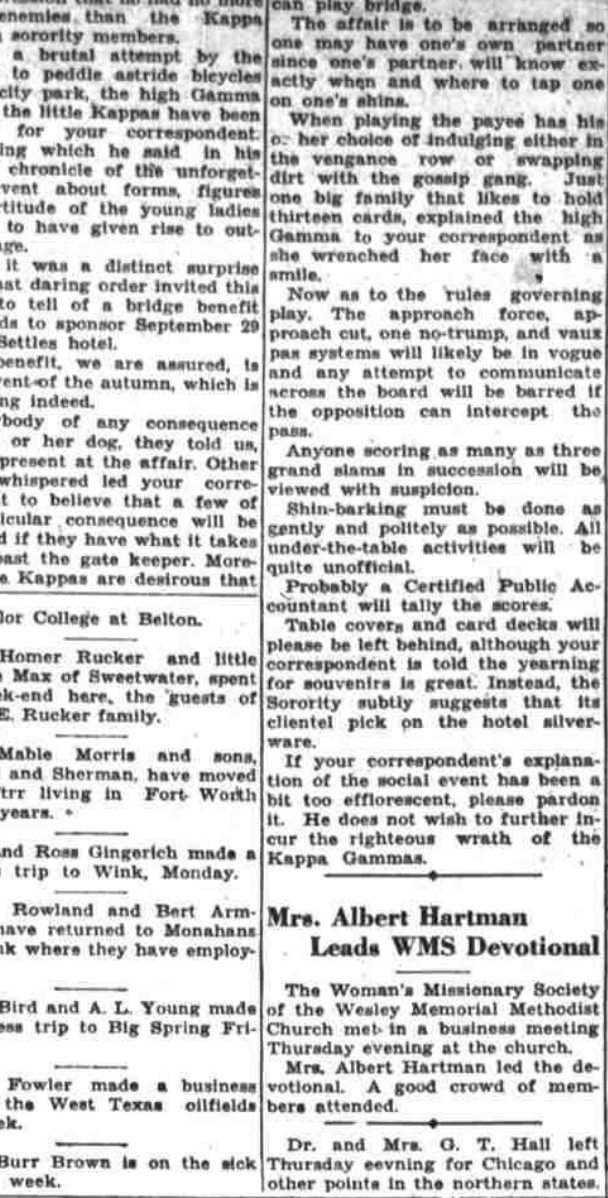 enemies than the Kappa
sorority members.
a brutal attempt by the
to peddle astride bicycles
city park, the high Gamma
the little Kappas have been
for your correspondent.
ing which he said in his
chronicle of the unforget-
vent about forms, figures
titude of the young ladies
to have given rise to out-
ge.
it was a distinct surprise
at daring order invited this
to tell of a bridge benefit
ds to sponsor September 29
Settles hotel.
benefit, we are assured, is
ent of the autumn, which is
ng indeed.
body of any consequence
or her dog, they told us,
present at the affair. Other
whispered led your corre-
t to believe that a few of
icular consequence will be
d if they have what it takes
past the gate keeper. More-
e Kappas are desirous that
lor College at Belton.
Homer Rucker and little
Max of Sweetwater, spent
k-end here, the guests of
E. Rucker family.
Mable Morris and sons,
and Sherman, have moved
trr living in Fort Worth
years.
nd Ross Gingerich made a
trip to Wink, Monday.
Rowland and Bert Arm-
have returned to Monahans
nk where they have employ-
Bird and A. L. Young made
ess trip to Big Spring Fri-
Fowler made a business
the West Texas oilfields
ek.
Burr Brown is on the sick
week.
can play bridge.
The affair is to be arranged so
one may have one's own partner
since one's partner will know ex-
actly when and where to tap one
on one's shins.
When playing the payee has his
or her choice of indulging either in
the vengance row or swapping
dirt with the gossip gang. Just
one big family that likes to hold
thirteen cards, explained the high
Gamma to your correspondent as
she wrenched her face with a
smile.
Now as to the rules governing
play. The approach force, ap-
proach cut, one no-trump, and vaux
pas systems will likely be in vogue
and any attempt to communicate
across the board will be barred if
the opposition can intercept the
pass.
Anyone scoring as many as three
grand slams in succession will be
viewed with suspicion.
Shin-barking must be done as
gently and politely as possible. All
under-the-table activities will be
quite unofficial.
Probably a Certified Public Ac-
countant will tally the scores.
Table covers and card decks will
please be left behind, although your
correspondent is told the yearning
for souvenirs is great. Instead, the
Sorority subtly suggests that its
clientel pick on the hotel silver-
ware.
If your correspondent's explana-
tion of the social event has been a
bit too efflorescent, please pardon
it. He does not wish to further in-
cur the righteous wrath of the
Kappa Gammas.
Mrs. Albert Hartman
Leads WMS Devotional
The Woman's Missionary Society
of the Wesley Memorial Methodist
Church met in a business meeting
Thursday evening at the church.
Mrs. Albert Hartman led the de-
votional. A good crowd of mem-
bers attended.
Dr. and Mrs. G. T. Hall left
Thursday eevning for Chicago and
other points in the northern states.